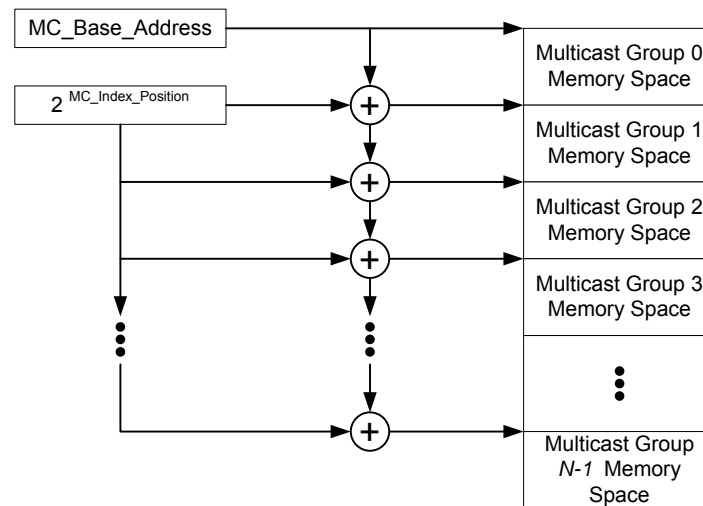 MC_Base_Address
2 MC_Index_Position
Multicast Group 0
Memory Space
Multicast Group 1
Memory Space
Multicast Group 2
Memory Space
Multicast Group 3
Memory Space
Multicast Group
N-1 Memory
Space